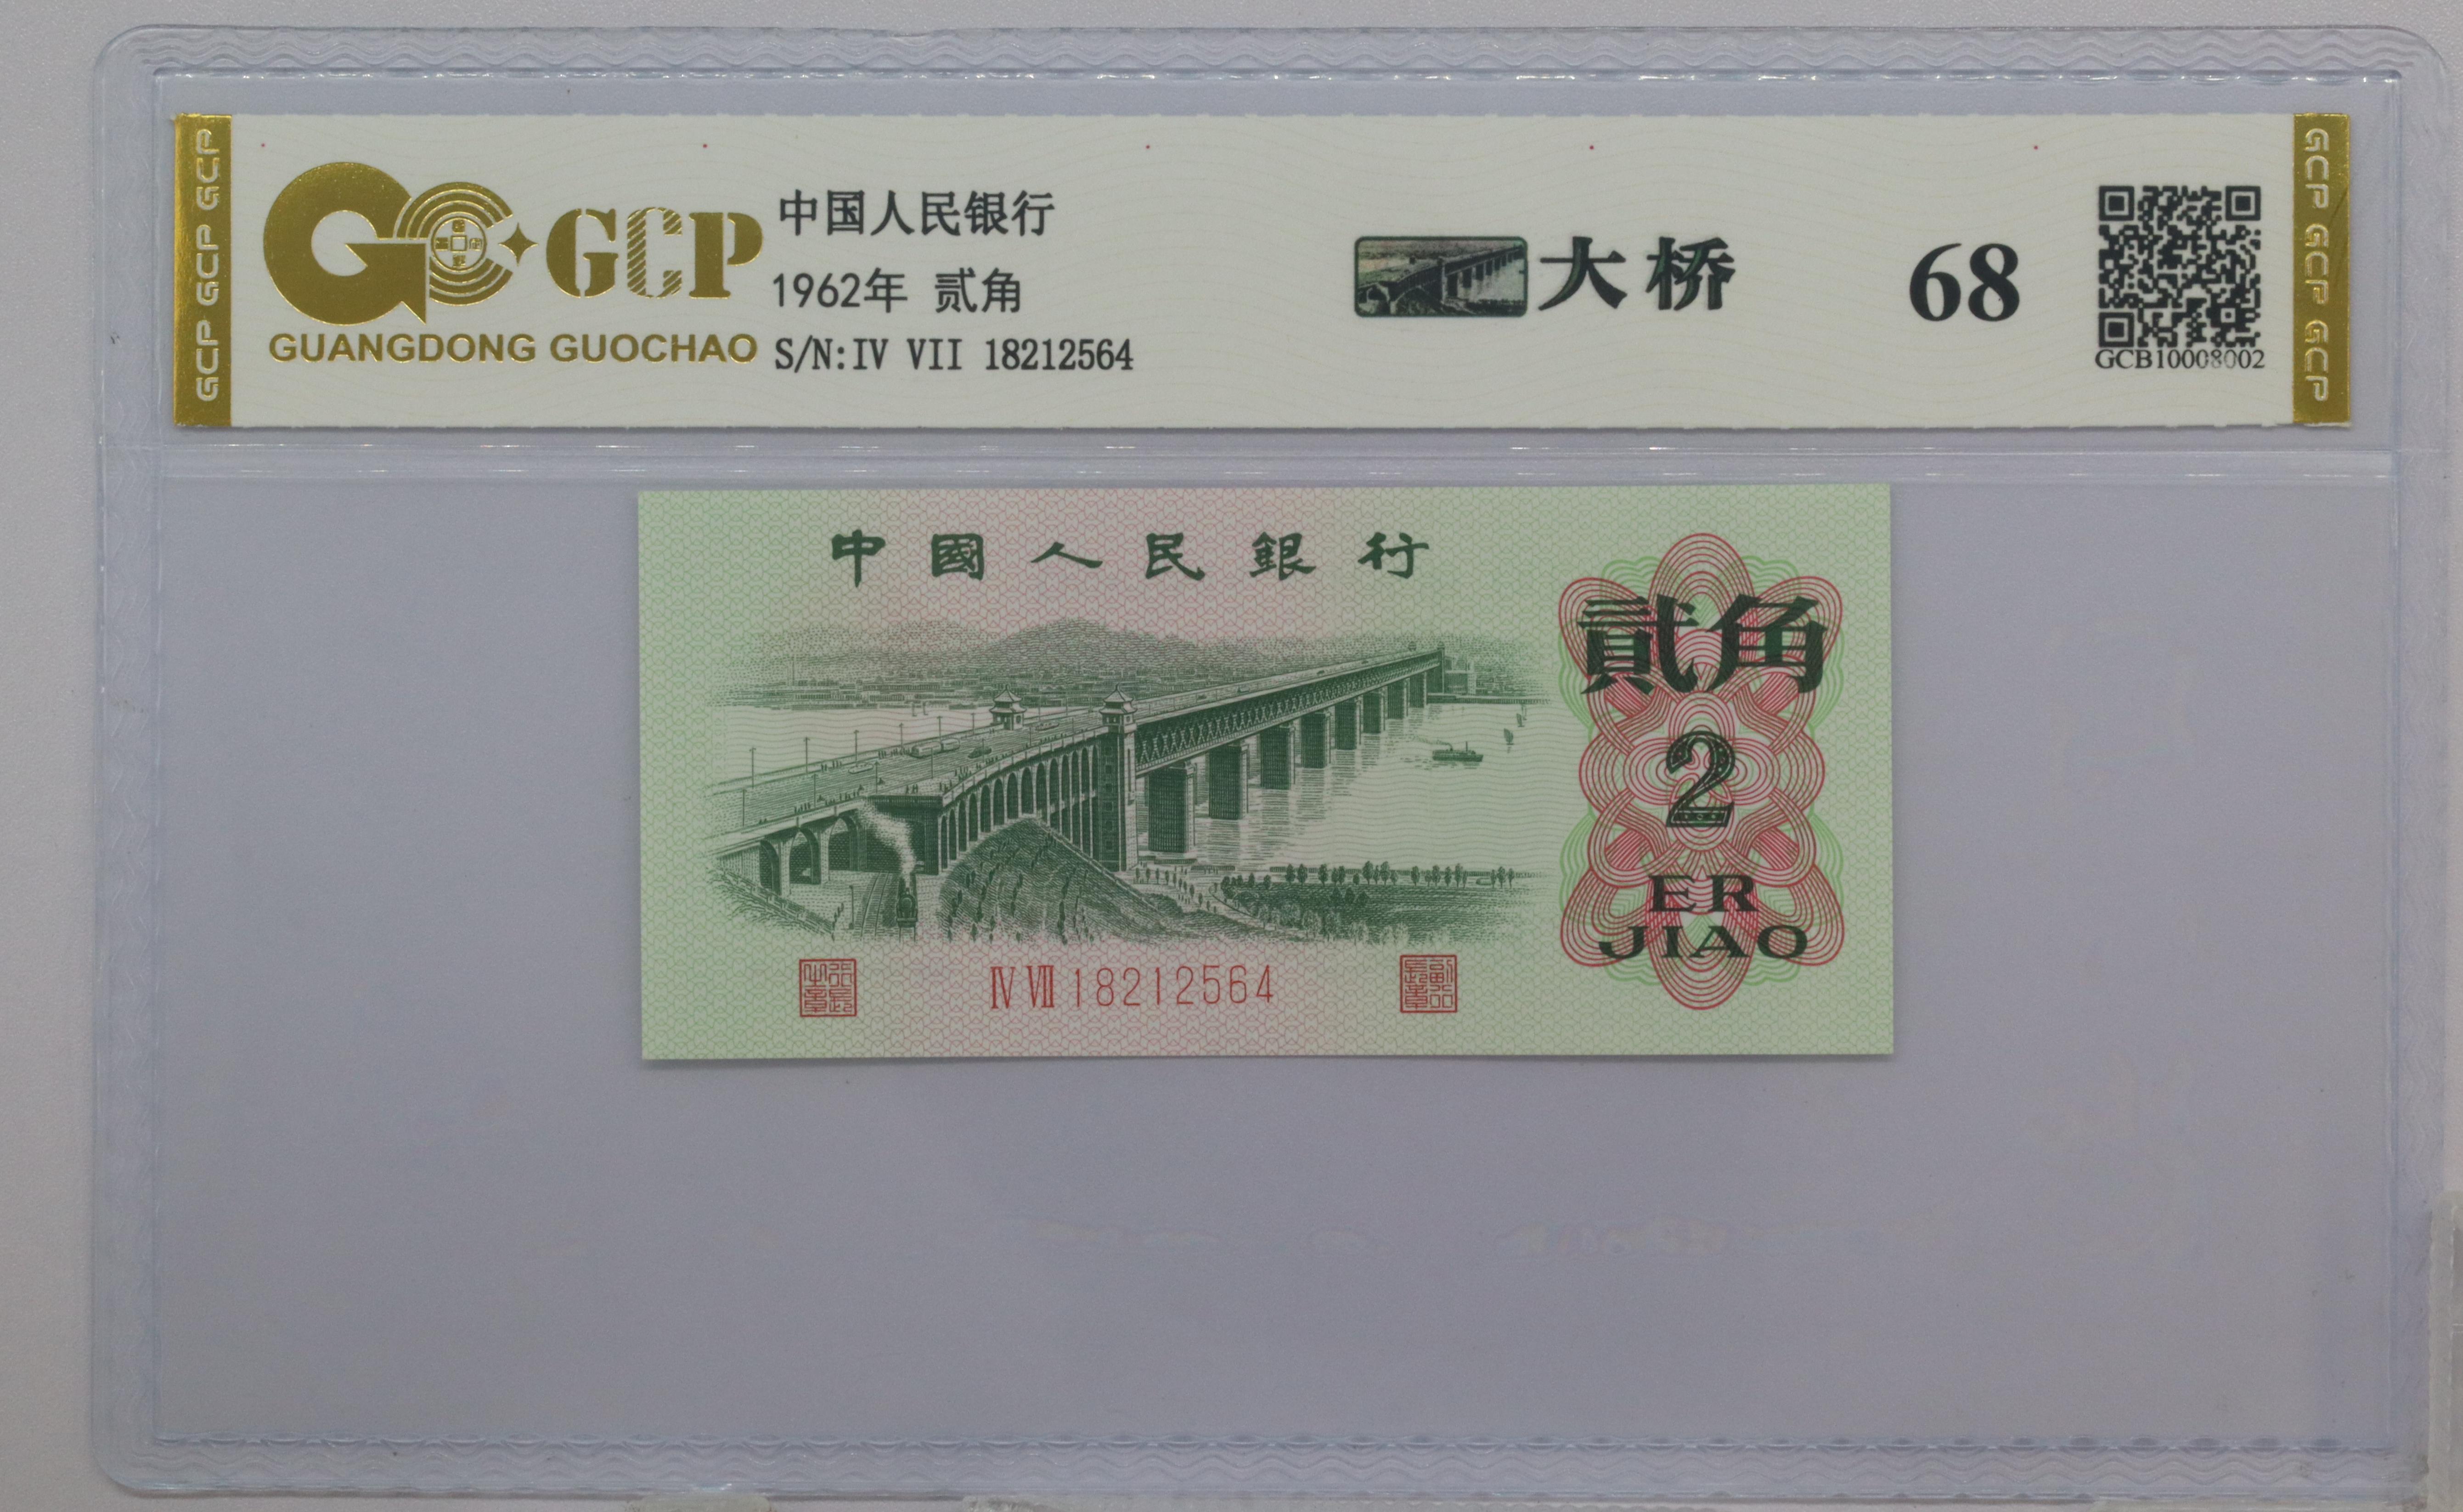 GCP GCP GCP
GCP
GUANGDONG GUOCHAO
中国人民银行
1962年 贰角
S/N:IV VII 18212564
大桥
68
GCB10008002
GCP GCP GCP
中國人民銀行
貳角
2
ER
JIAO
IV VII 18212564